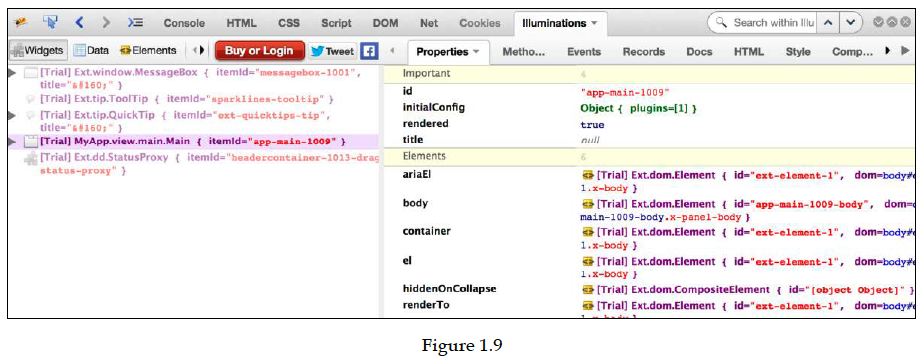 Console HTML CSS Script DOM Net Cookies Illuminations Search within Illu
Widgets Data Elements Buy or Login Tweet Properties Metho... Events Records Docs HTML Style Comp...
[Trial] Ext.window.MessageBox { itemId="messagebox-1001",
title="&#160;" }
[Trial] Ext.tip.ToolTip { itemId="sparklines-tooltip" }
[Trial] Ext.tip.QuickTip { itemId="ext-quicktips-tip",
title="&#160;" }
[Trial] MyApp.view.main.Main { itemId="app-main-1009" }
[Trial] Ext.dd.StatusProxy { itemId="headercontainer-1013-drag
status-proxy" }
Important 4
id "app-main-1009"
initialConfig Object { plugins=[1] }
rendered true
title null
Elements 6
ariaEl [Trial] Ext.dom.Element { id="ext-element-1", dom=body#e
1.x-body }
body [Trial] Ext.dom.Element { id="app-main-1009-body", dom=
main-1009-body.x-panel-body }
container [Trial] Ext.dom.Element { id="ext-element-1", dom=body#e
1.x-body }
el [Trial] Ext.dom.Element { id="ext-element-1", dom=body#e
1.x-body }
hiddenOnCollapse [Trial] Ext.dom.CompositeElement { id="[object Object]" }
renderTo [Trial] Ext.dom.Element { id="ext-element-1", dom=body#e
1.x-body }
Figure 1.9